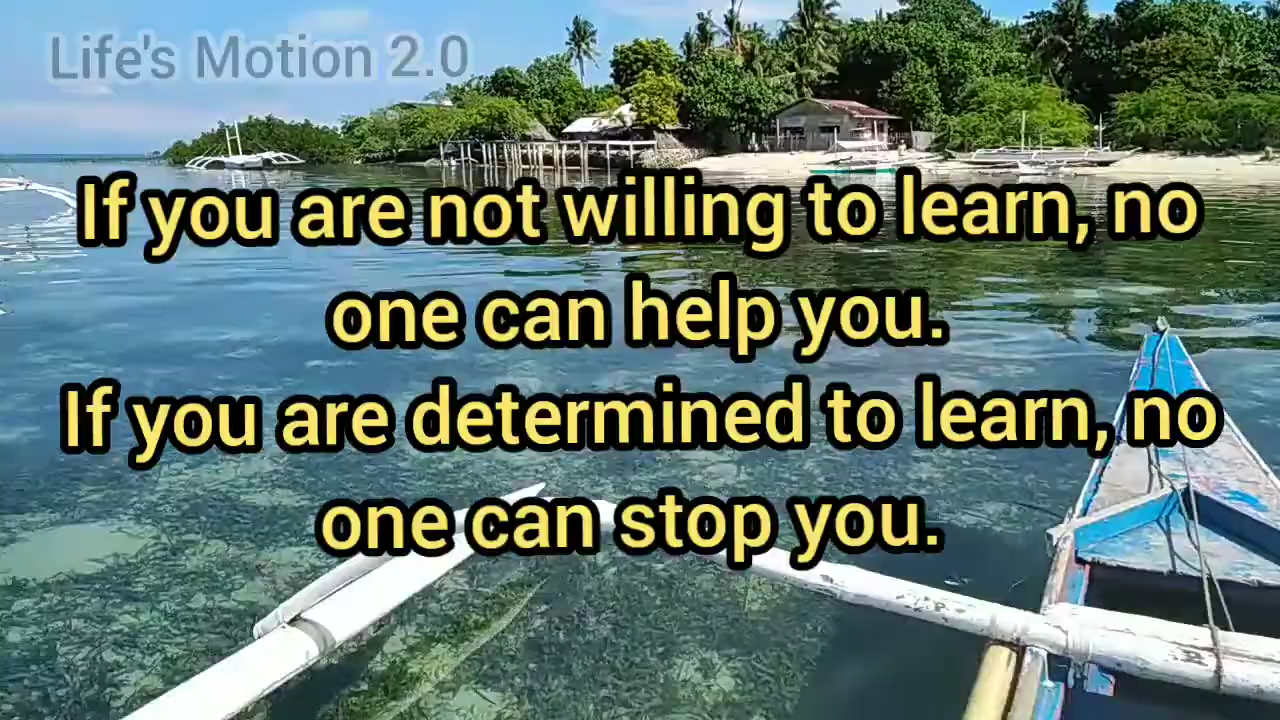 Life's Motion 2.0
If you are not willing to learn, no
one can help you.
If you are determined to learn, no
one can stop you.